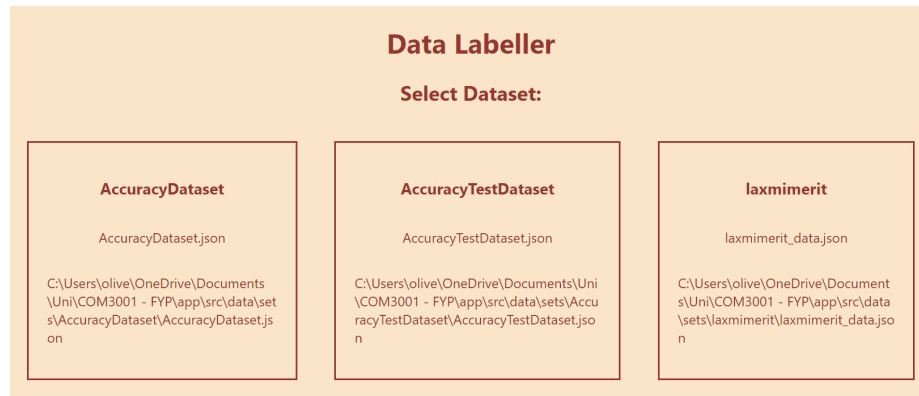 Data Labeller
Select Dataset:
AccuracyDataset
AccuracyDataset.json
C:\Users\olive\OneDrive\Documents
\Uni\COM3001 - FYP\app\src\data\set
s\AccuracyDataset\AccuracyDataset.js
on
AccuracyTestDataset
AccuracyTestDataset.json
C:\Users\olive\OneDrive\Documents\Uni
\COM3001 - FYP\app\src\data\sets\Accu
racyTestDataset\AccuracyTestDataset.jso
n
laxmimerit
laxmimerit_data.json
C:\Users\olive\OneDrive\Document
s\Uni\COM3001 - FYP\app\src\data
\sets\laxmimerit\laxmimerit_data.jso
n